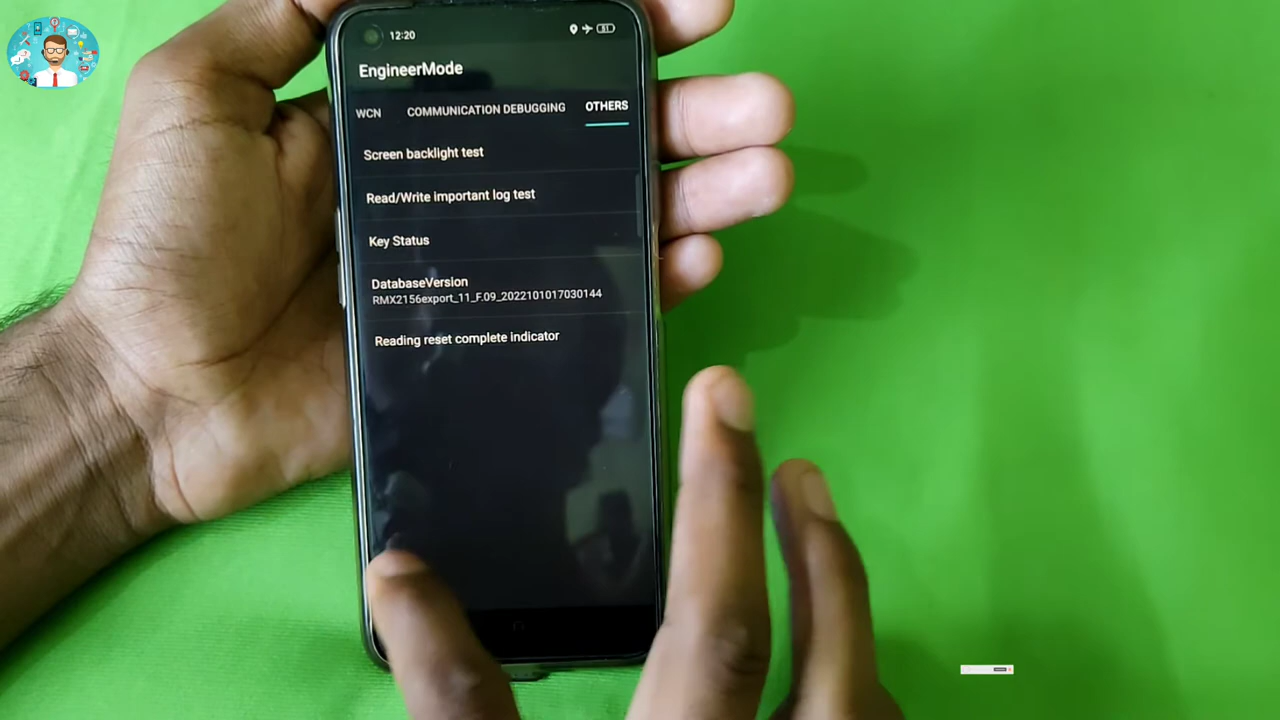 12:20
51
EngineerMode
WCN COMMUNICATION DEBUGGING OTHERS
Screen backlight test
Read/Write important log test
Key Status
DatabaseVersion
RMX2156export_11_F.09_2022101017030144
Reading reset complete indicator